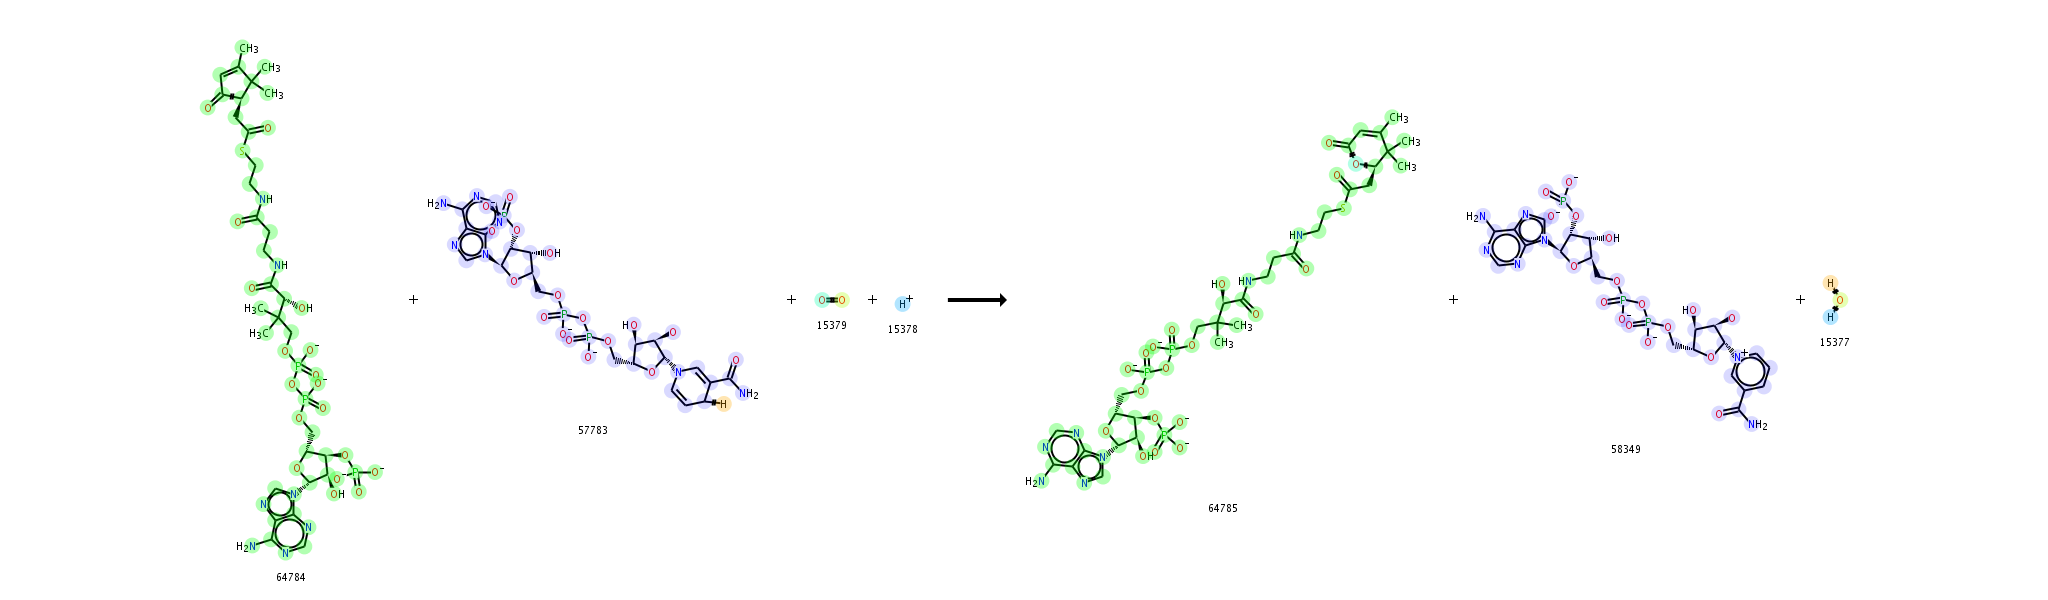 CH3
CH3
CH3
O
O
S
NH
O
NH
O
OH
H3C
H3C
O
O-
P
O
O
O-
P
O
O
O
O
P
O-
O-
O
OH
N
N
N
N
H2N
64784
+
H2N
N
N
N
N
O-
P
O
O-
O
OH
O
O
P
O
O-
O
P
O
O-
O
HO
O
O
N
O
NH2
H
57783
+
O=O
15379
+
H+
15378
CH3
CH3
CH3
O
O
O
S
HN
O
HN
O
HO
CH3
CH3
O
P
O
O-
O
P
O
O-
O
O
O
P
O-
O-
O
OH
N
N
N
N
H2N
64785
+
O-
O
P
O-
O
OH
H2N
N
N
N
N
O
O
P
O
O-
O
P
O
O-
O
HO
O
O
N+
O
NH2
58349
+
H
O
H
15377